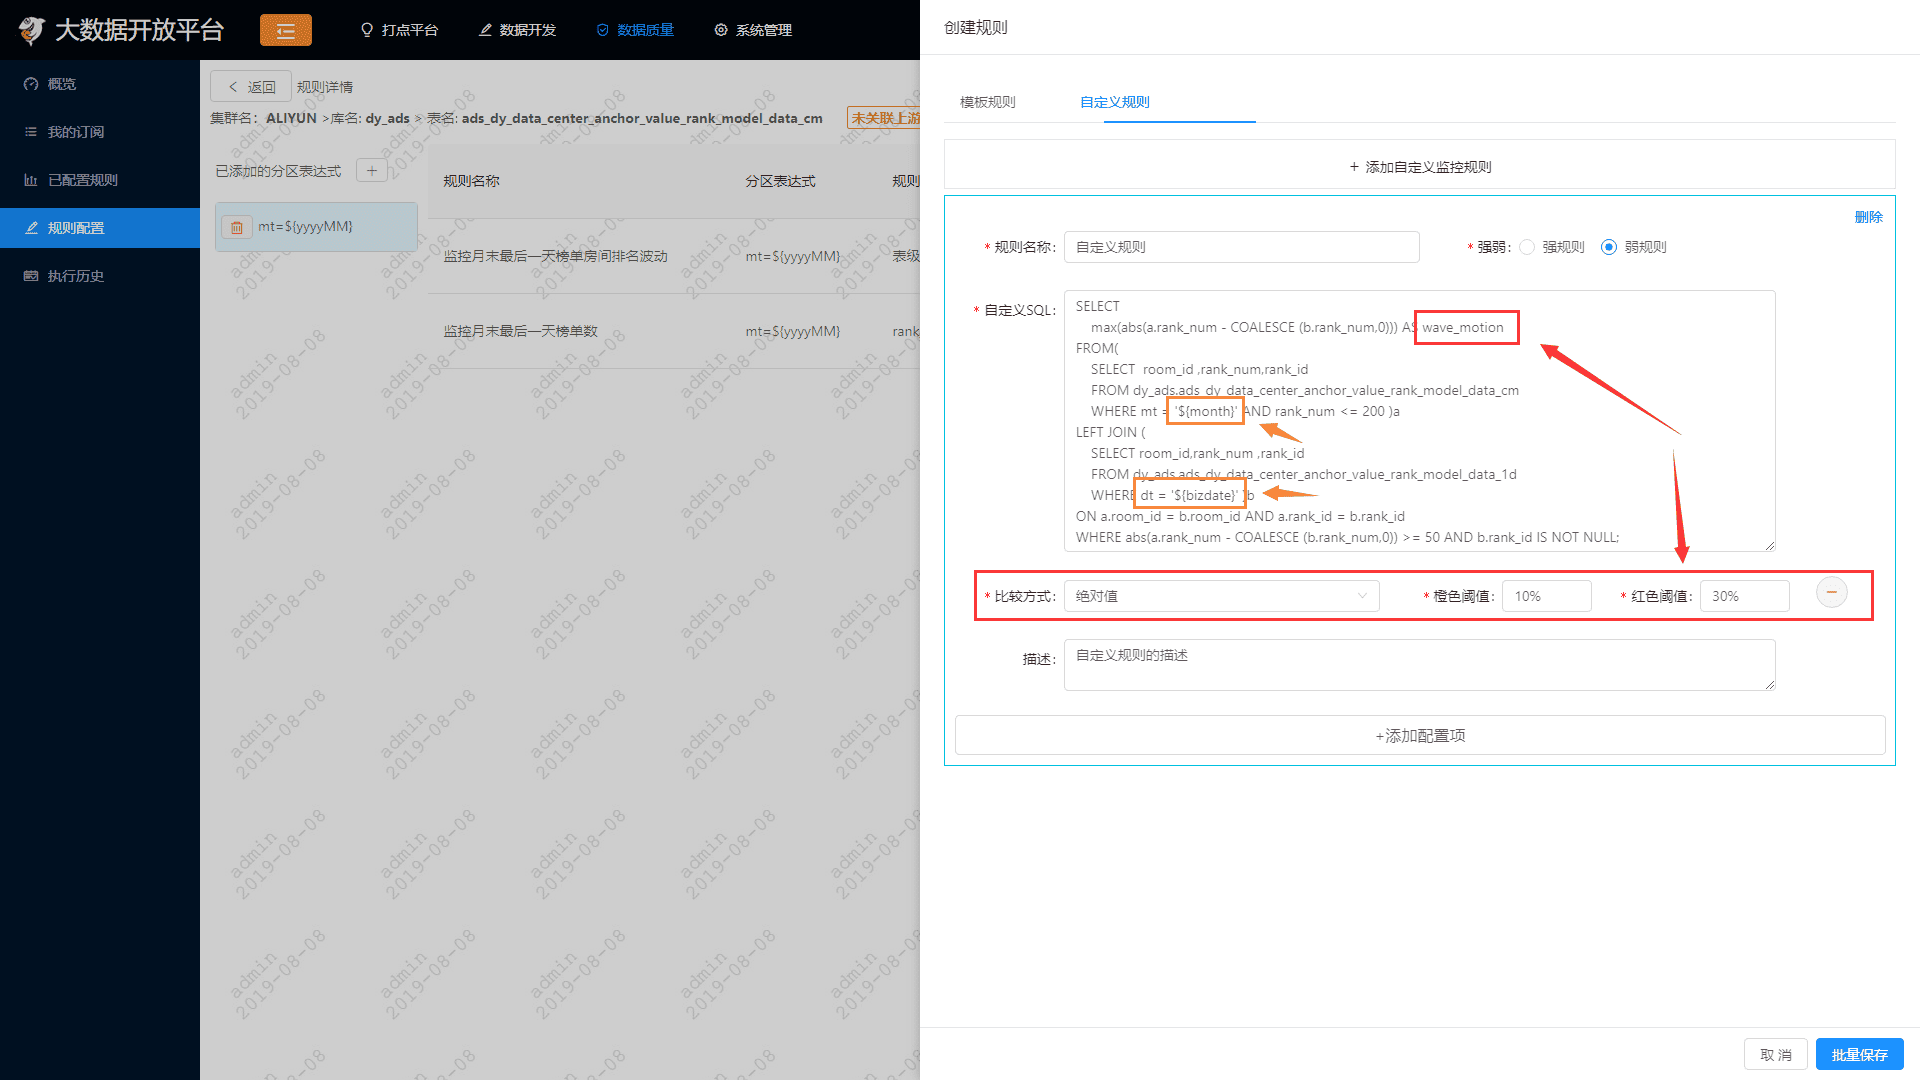 大数据开放平台
打点平台
数据开发
数据质量
系统管理
概览
我的订阅
已配置规则
规则配置
执行历史
返回
规则详情
集群名: ALIYUN >库名: dy_ads > 表名: ads_dy_data_center_anchor_value_rank_model_data_cm
未关联上游
已添加的分区表达式
+
mt=${yyyyMM}
规则名称
分区表达式
规则
监控月末最后一天榜单房间排名波动
mt=${yyyyMM}
表级
监控月末最后一天榜单数
mt=${yyyyMM}
rank
admin
2019-08-08
创建规则
模板规则
自定义规则
+ 添加自定义监控规则
删除
* 规则名称: 自定义规则
* 强弱: 强规则 弱规则
* 自定义SQL:
SELECT
max(abs(a.rank_num - COALESCE (b.rank_num,0))) AS wave_motion
FROM(
SELECT room_id ,rank_num,rank_id
FROM dy_ads.ads_dy_data_center_anchor_value_rank_model_data_cm
WHERE mt = '${month}' AND rank_num <= 200 )a
LEFT JOIN (
SELECT room_id,rank_num ,rank_id
FROM dy_ads.ads_dy_data_center_anchor_value_rank_model_data_1d
WHERE dt = '${bizdate}' )b
ON a.room_id = b.room_id AND a.rank_id = b.rank_id
WHERE abs(a.rank_num - COALESCE (b.rank_num,0)) >= 50 AND b.rank_id IS NOT NULL;
* 比较方式: 绝对值
* 橙色阈值: 10%
* 红色阈值: 30%
描述: 自定义规则的描述
+添加配置项
取 消
批量保存